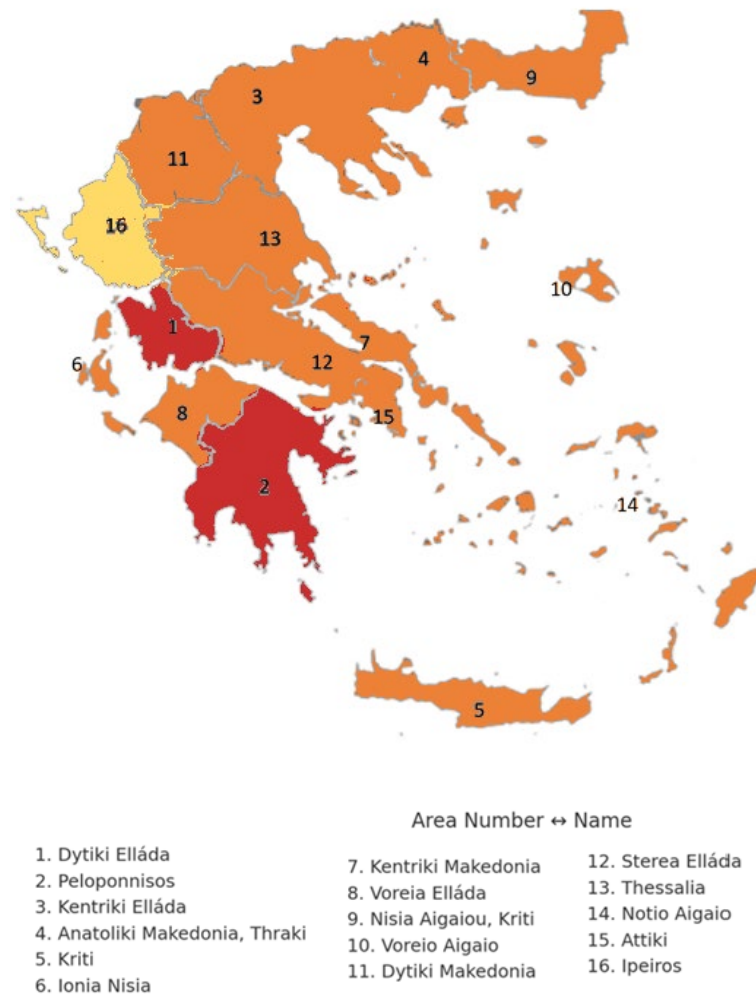 4
3
9
11
16
13
10
1
7
6
12
8
15
2
14
5
Area Number ↔ Name
1. Dytiki Elláda
2. Peloponnisos
3. Kentriki Elláda
4. Anatoliki Makedonia, Thraki
5. Kriti
6. Ionia Nisia
7. Kentriki Makedonia
8. Voreia Elláda
9. Nisia Aigaiou, Kriti
10. Voreio Aigaio
11. Dytiki Makedonia
12. Sterea Elláda
13. Thessalia
14. Notio Aigaio
15. Attiki
16. Ipeiros